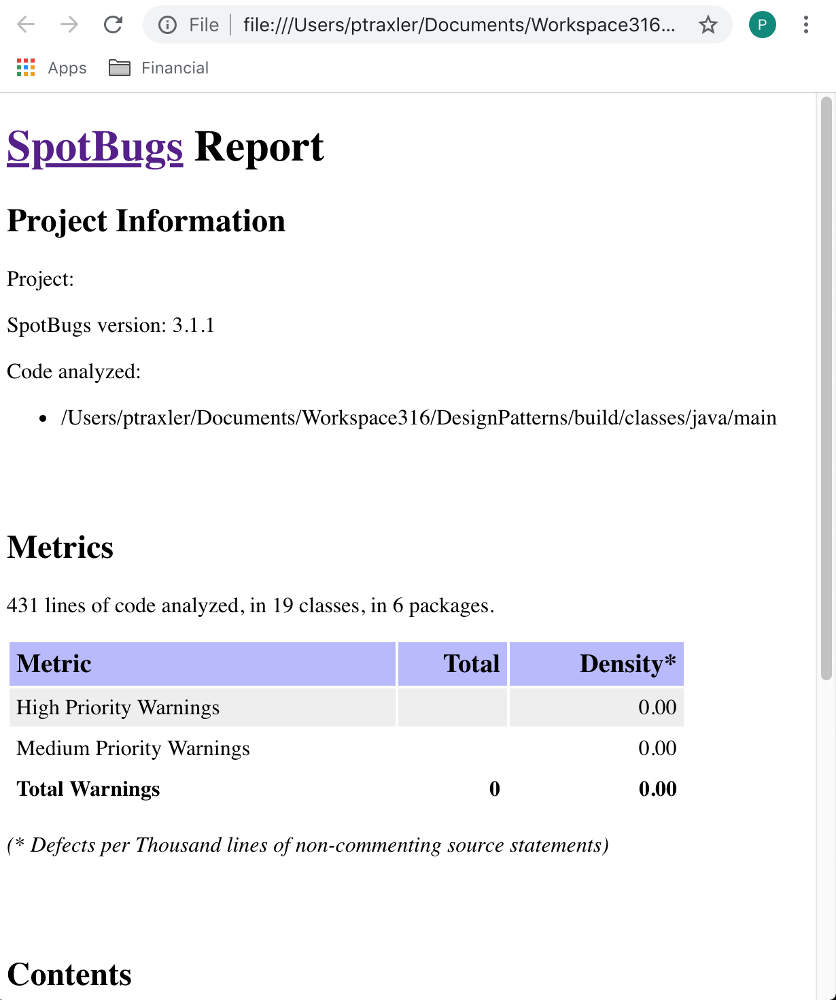 File file:///Users/ptraxler/Documents/Workspace316... P
Apps Financial
SpotBugs Report
Project Information
Project:
SpotBugs version: 3.1.1
Code analyzed:
• /Users/ptraxler/Documents/Workspace316/DesignPatterns/build/classes/java/main
Metrics
431 lines of code analyzed, in 19 classes, in 6 packages.
Metric Total Density*
High Priority Warnings 0.00
Medium Priority Warnings 0.00
Total Warnings 0 0.00
(* Defects per Thousand lines of non-commenting source statements)
Contents